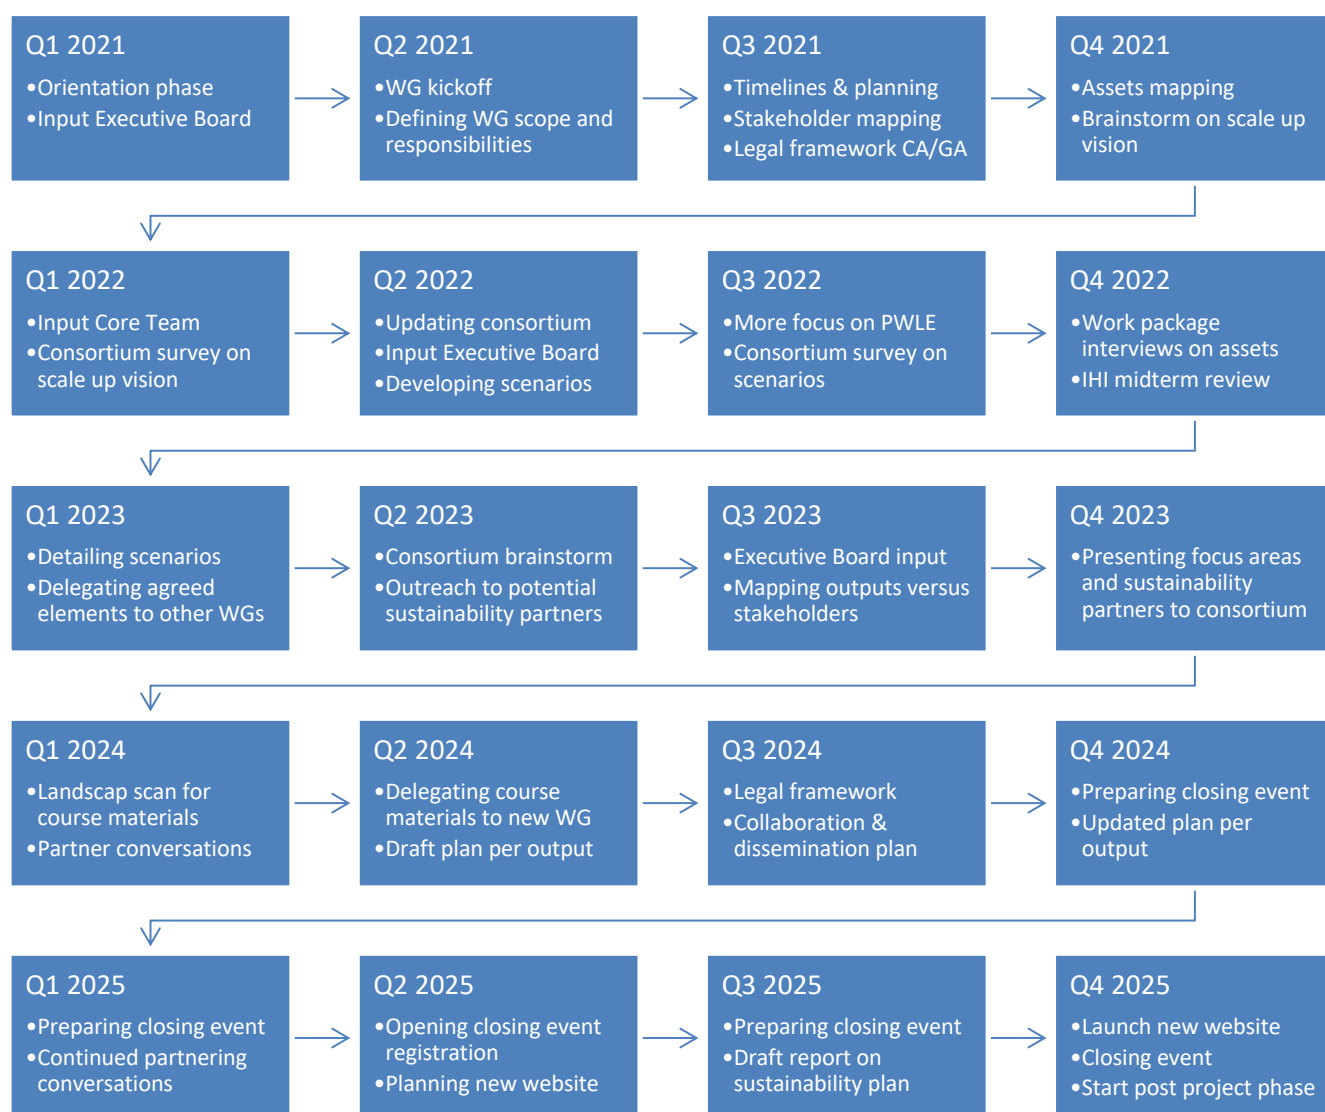 Q1 2021
•Orientation phase
•Input Executive Board
Q2 2021
•WG kickoff
•Defining WG scope and
responsibilities
Q3 2021
•Timelines & planning
•Stakeholder mapping
•Legal framework CA/GA
Q4 2021
•Assets mapping
•Brainstorm on scale up
vision
Q1 2022
•Input Core Team
•Consortium survey on
scale up vision
Q2 2022
•Updating consortium
•Input Executive Board
•Developing scenarios
Q3 2022
•More focus on PWLE
•Consortium survey on
scenarios
Q4 2022
•Work package
interviews on assets
•IHI midterm review
Q1 2023
•Detailing scenarios
•Delegating agreed
elements to other WGs
Q2 2023
•Consortium brainstorm
•Outreach to potential
sustainability partners
Q3 2023
•Executive Board input
•Mapping outputs versus
stakeholders
Q4 2023
•Presenting focus areas
and sustainability
partners to consortium
Q1 2024
•Landscap scan for
course materials
•Partner conversations
Q2 2024
•Delegating course
materials to new WG
•Draft plan per output
Q3 2024
•Legal framework
•Collaboration &
dissemination plan
Q4 2024
•Preparing closing event
•Updated plan per
output
Q1 2025
•Preparing closing event
•Continued partnering
conversations
Q2 2025
•Opening closing event
registration
•Planning new website
Q3 2025
•Preparing closing event
•Draft report on
sustainability plan
Q4 2025
•Launch new website
•Closing event
•Start post project phase